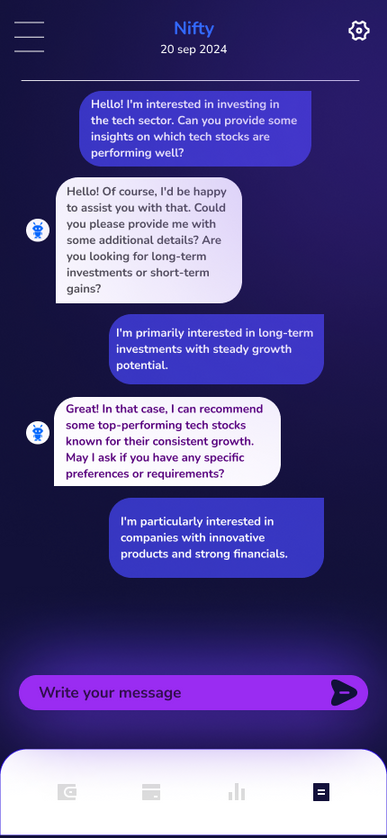 Nifty
20 sep 2024
Hello! I'm interested in investing in
the tech sector. Can you provide some
insights on which tech stocks are
performing well?
Hello! Of course, I'd be happy
to assist you with that. Could
you please provide me with
some additional details? Are
you looking for long-term
investments or short-term
gains?
I'm primarily interested in long-term
investments with steady growth
potential.
Great! In that case, I can recommend
some top-performing tech stocks
known for their consistent growth.
May I ask if you have any specific
preferences or requirements?
I'm particularly interested in
companies with innovative
products and strong financials.
Write your message